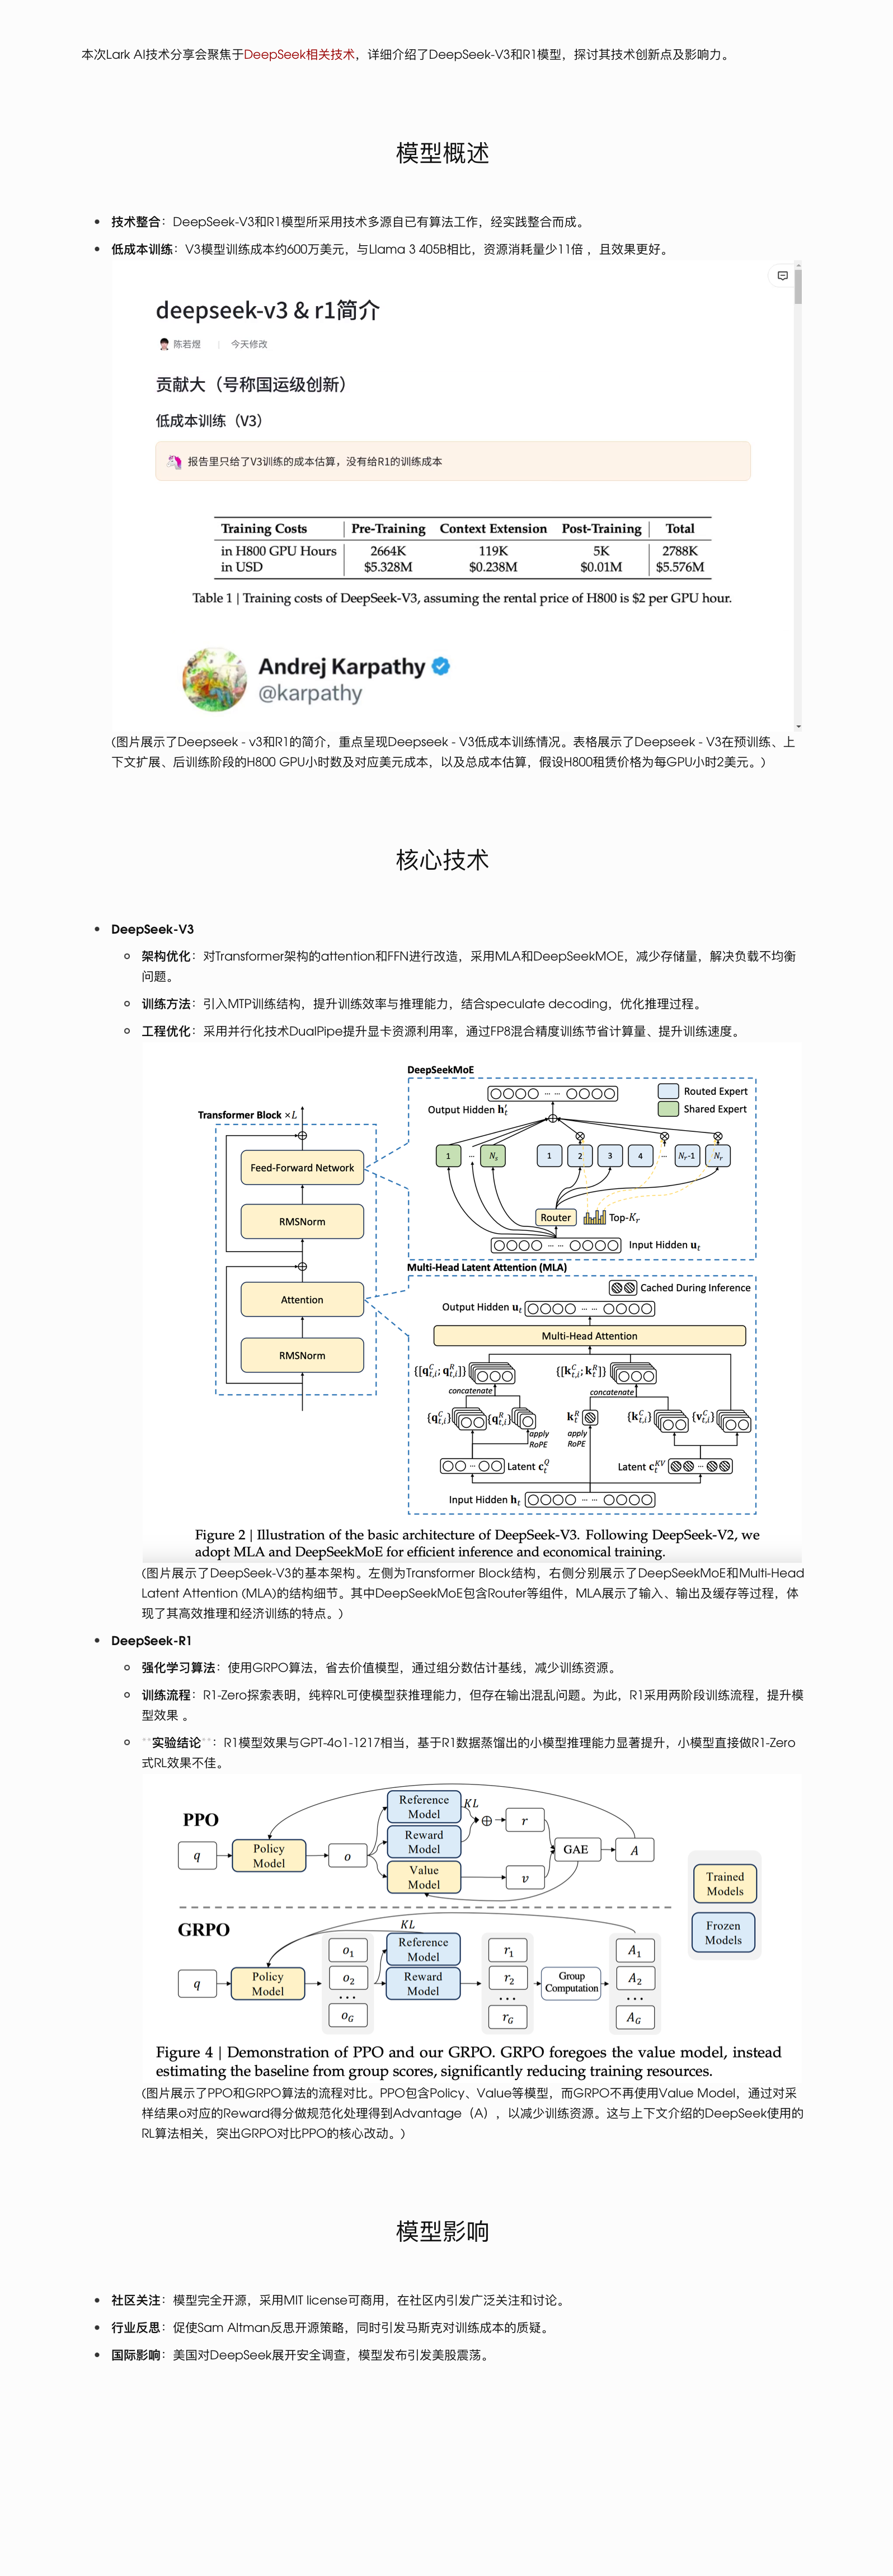 本次Lark AI技术分享会聚焦于DeepSeek相关技术，详细介绍了DeepSeek-V3和R1模型，探讨其技术创新点及影响力。
模型概述
技术整合：DeepSeek-V3和R1模型所采用技术多源自已有算法工作，经实践整合而成。
低成本训练：V3模型训练成本约600万美元，与Llama 3 405B相比，资源消耗量少11倍 ，且效果更好。
deepseek-v3 & r1简介
陈若煜 | 今天修改
贡献大（号称国运级创新）
低成本训练（V3）
报告里只给了V3训练的成本估算，没有给R1的训练成本
Training Costs Pre-Training Context Extension Post-Training Total
in H800 GPU Hours 2664K 119K 5K 2788K
in USD $5.328M $0.238M $0.01M $5.576M
Table 1 | Training costs of DeepSeek-V3, assuming the rental price of H800 is $2 per GPU hour.
Andrej Karpathy
@karpathy
(图片展示了Deepseek - v3和R1的简介，重点呈现Deepseek - V3低成本训练情况。表格展示了Deepseek - V3在预训练、上
下文扩展、后训练阶段的H800 GPU小时数及对应美元成本，以及总成本估算，假设H800租赁价格为每GPU小时2美元。)
核心技术
DeepSeek-V3
架构优化：对Transformer架构的attention和FFN进行改造，采用MLA和DeepSeekMOE，减少存储量，解决负载不均衡
问题。
训练方法：引入MTP训练结构，提升训练效率与推理能力，结合speculate decoding，优化推理过程。
工程优化：采用并行化技术DualPipe提升显卡资源利用率，通过FP8混合精度训练节省计算量、提升训练速度。
DeepSeekMoE
Routed Expert
Output Hidden h′t
Shared Expert
Transformer Block ×L
1 ... Ns 1 2 3 4 ... Nr-1 Nr
Feed-Forward Network
Router Top-Kr
RMSNorm
Input Hidden ut
Multi-Head Latent Attention (MLA)
Cached During Inference
Attention
Output Hidden ut
Multi-Head Attention
RMSNorm
{[q^C_t,i; q^R_t,i]} {[k^C_t,i; k^R_t]}
concatenate concatenate
{q^C_t,i} {q^R_t,i} k^R_t {k^C_t,i} {v^C_t,i}
apply RoPE apply RoPE
Latent c^Q_t Latent c^KV_t
Input Hidden ht
Figure 2 | Illustration of the basic architecture of DeepSeek-V3. Following DeepSeek-V2, we
adopt MLA and DeepSeekMoE for efficient inference and economical training.
(图片展示了DeepSeek-V3的基本架构。左侧为Transformer Block结构，右侧分别展示了DeepSeekMoE和Multi-Head
Latent Attention (MLA)的结构细节。其中DeepSeekMoE包含Router等组件，MLA展示了输入、输出及缓存等过程，体
现了其高效推理和经济训练的特点。)
DeepSeek-R1
强化学习算法：使用GRPO算法，省去价值模型，通过组分数估计基线，减少训练资源。
训练流程：R1-Zero探索表明，纯粹RL可使模型获推理能力，但存在输出混乱问题。为此，R1采用两阶段训练流程，提升模
型效果 。
**实验结论**：R1模型效果与GPT-4o1-1217相当，基于R1数据蒸馏出的小模型推理能力显著提升，小模型直接做R1-Zero
式RL效果不佳。
PPO
q
Policy Model
o
Reference Model
KL
Reward Model
Value Model
⊕
r
v
GAE
A
Trained Models
Frozen Models
GRPO
q
Policy Model
o1
o2
...
oG
KL
Reference Model
Reward Model
r1
r2
...
rG
Group Computation
A1
A2
...
AG
Figure 4 | Demonstration of PPO and our GRPO. GRPO foregoes the value model, instead
estimating the baseline from group scores, significantly reducing training resources.
(图片展示了PPO和GRPO算法的流程对比。PPO包含Policy、Value等模型，而GRPO不再使用Value Model，通过对采
样结果o对应的Reward得分做规范化处理得到Advantage（A），以减少训练资源。这与上下文介绍的DeepSeek使用的
RL算法相关，突出GRPO对比PPO的核心改动。)
模型影响
社区关注：模型完全开源，采用MIT license可商用，在社区内引发广泛关注和讨论。
行业反思：促使Sam Altman反思开源策略，同时引发马斯克对训练成本的质疑。
国际影响：美国对DeepSeek展开安全调查，模型发布引发美股震荡。